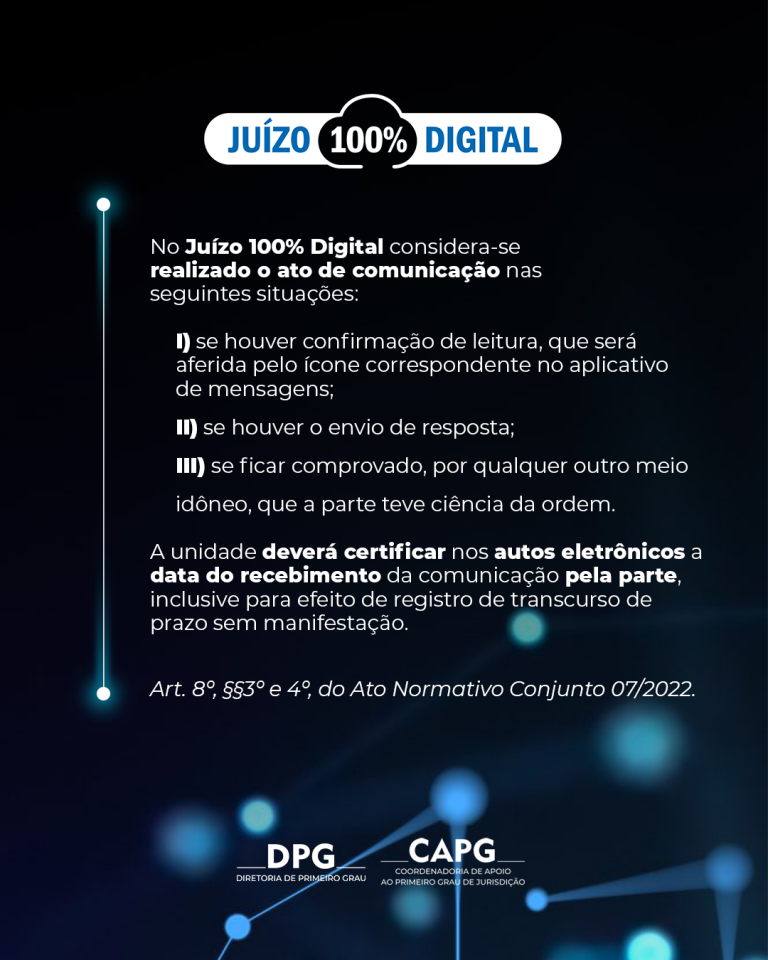 JUÍZO 100% DIGITAL
No Juízo 100% Digital considera-se
realizado o ato de comunicação nas
seguintes situações:
I) se houver confirmação de leitura, que será
aferida pelo ícone correspondente no aplicativo
de mensagens;
II) se houver o envio de resposta;
III) se ficar comprovado, por qualquer outro meio
idôneo, que a parte teve ciência da ordem.
A unidade deverá certificar nos autos eletrônicos a
data do recebimento da comunicação pela parte,
inclusive para efeito de registro de transcurso de
prazo sem manifestação.
Art. 8º, §§3º e 4º, do Ato Normativo Conjunto 07/2022.
DPG
DIRETORIA DE PRIMEIRO GRAU
CAPG
COORDENADORIA DE APOIO
AO PRIMEIRO GRAU DE JURISDIÇÃO